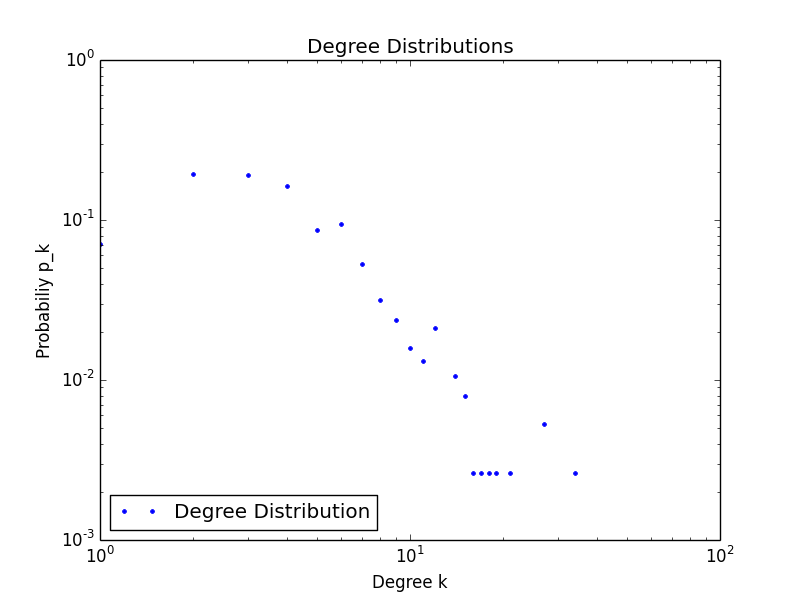 Degree Distributions
10^0
10^-1
10^-2
10^-3
Probabiliy p_k
Degree Distribution
10^0
10^1
10^2
Degree k